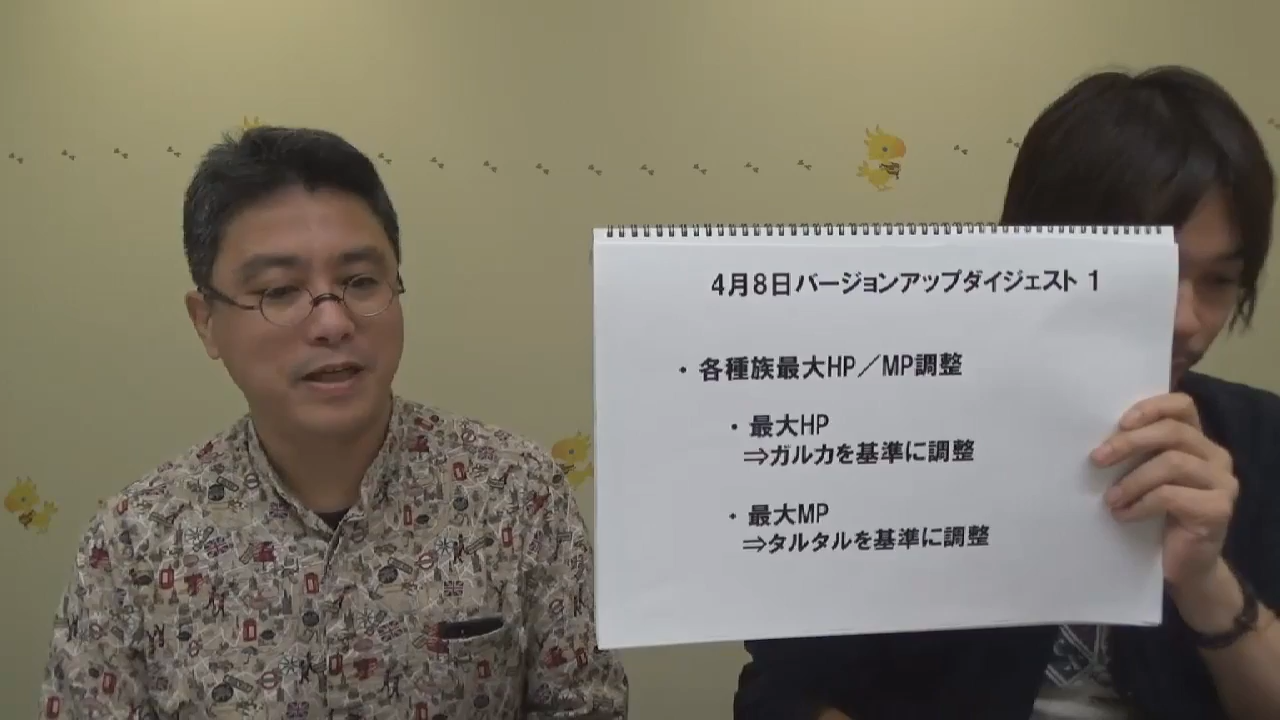 4月8日バージョンアップダイジェスト 1
・ 各種族最大HP／MP調整
・ 最大HP
⇒ガルカを基準に調整
・ 最大MP
⇒タルタルを基準に調整